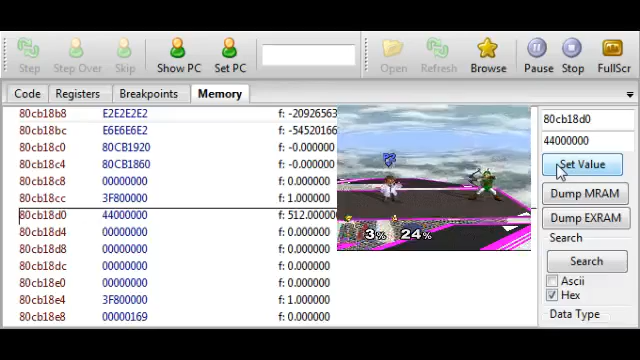 Step Step Over Skip Show PC Set PC Open Refresh Browse Pause Stop FullScr
Code Registers Breakpoints Memory
80cb18b8 E2E2E2E2 f: -20926563
80cb18bc E6E6E6E2 f: -54520166
80cb18c0 80CB1920 f: -0.000000
80cb18c4 80CB1860 f: -0.000000
80cb18c8 00000000 f: 0.000000
80cb18cc 3F800000 f: 1.000000
80cb18d0 44000000 f: 512.000000
80cb18d4 00000000 f: 0.000000
80cb18d8 00000000 f: 0.000000
80cb18dc 00000000 f: 0.000000
80cb18e0 00000000 f: 0.000000
80cb18e4 3F800000 f: 1.000000
80cb18e8 00000169 f: 0.000000
3% 24%
80cb18d0
44000000
Set Value
Dump MRAM
Dump EXRAM
Search
Search
Ascii
Hex
Data Type